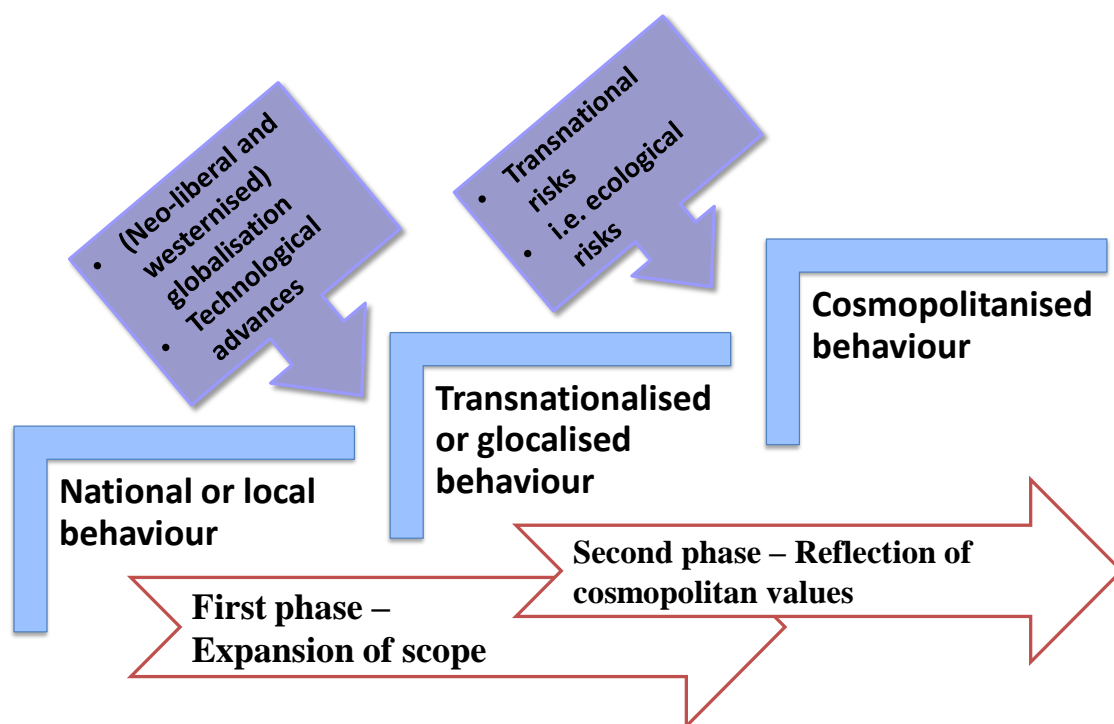 • (Neo-liberal and
westernised)
globalisation
• Technological
advances
• Transnational
risks
• i.e. ecological
risks
Cosmopolitanised
behaviour
Transnationalised
or glocalised
behaviour
National or local
behaviour
Second phase – Reflection of
cosmopolitan values
First phase –
Expansion of scope